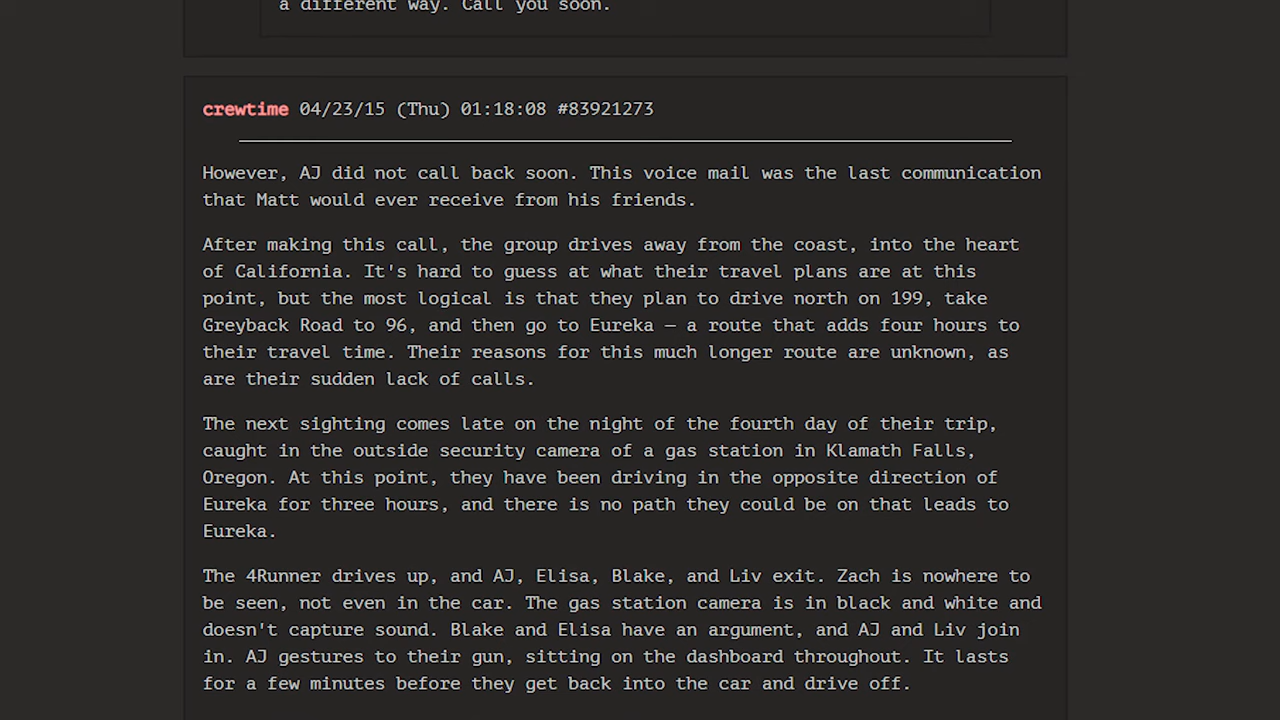 a different way. Call you soon.
crewtime 04/23/15 (Thu) 01:18:08 #83921273
However, AJ did not call back soon. This voice mail was the last communication
that Matt would ever receive from his friends.
After making this call, the group drives away from the coast, into the heart
of California. It's hard to guess at what their travel plans are at this
point, but the most logical is that they plan to drive north on 199, take
Greyback Road to 96, and then go to Eureka — a route that adds four hours to
their travel time. Their reasons for this much longer route are unknown, as
are their sudden lack of calls.
The next sighting comes late on the night of the fourth day of their trip,
caught in the outside security camera of a gas station in Klamath Falls,
Oregon. At this point, they have been driving in the opposite direction of
Eureka for three hours, and there is no path they could be on that leads to
Eureka.
The 4Runner drives up, and AJ, Elisa, Blake, and Liv exit. Zach is nowhere to
be seen, not even in the car. The gas station camera is in black and white and
doesn't capture sound. Blake and Elisa have an argument, and AJ and Liv join
in. AJ gestures to their gun, sitting on the dashboard throughout. It lasts
for a few minutes before they get back into the car and drive off.